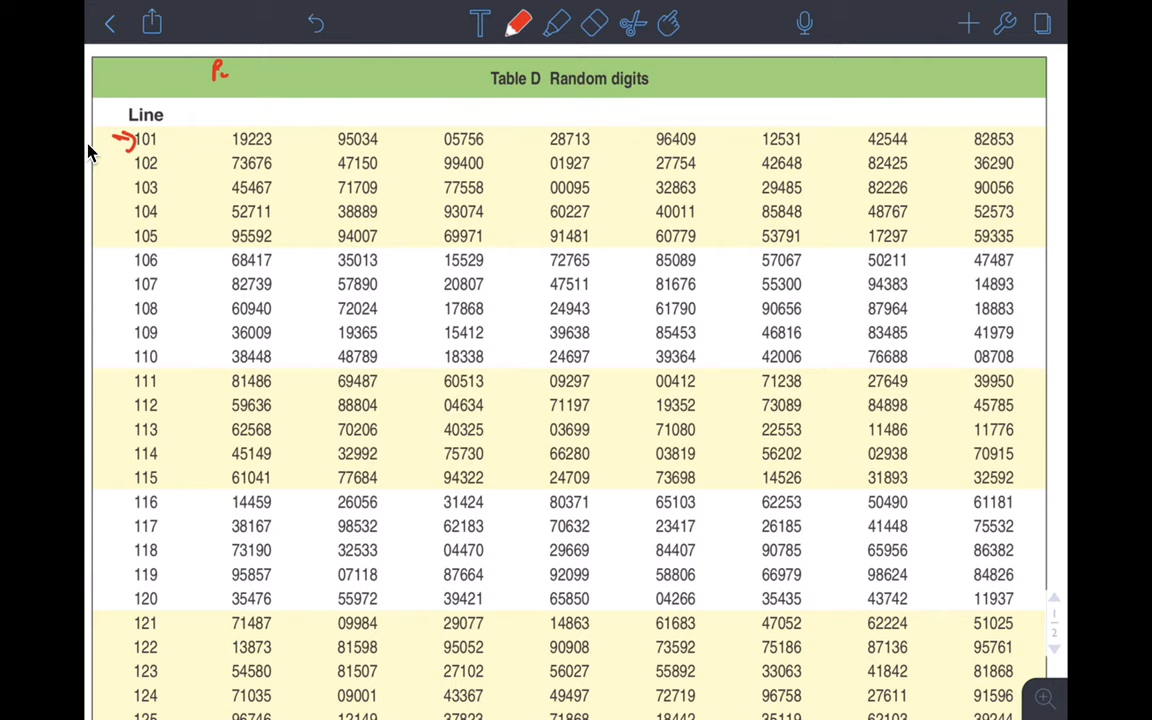 Table D Random digits
Line
101 19223 95034 05756 28713 96409 12531 42544 82853
102 73676 47150 99400 01927 27754 42648 82425 36290
103 45467 71709 77558 00095 32863 29485 82226 90056
104 52711 38889 93074 60227 40011 85848 48767 52573
105 95592 94007 69971 91481 60779 53791 17297 59335
106 68417 35013 15529 72765 85089 57067 50211 47487
107 82739 57890 20807 47511 81676 55300 94383 14893
108 60940 72024 17868 24943 61790 90656 87964 18883
109 36009 19365 15412 39638 85453 46816 83485 41979
110 38448 48789 18338 24697 39364 42006 76688 08708
111 81486 69487 60513 09297 00412 71238 27649 39950
112 59636 88804 04634 71197 19352 73089 84898 45785
113 62568 70206 40325 03699 71080 22553 11486 11776
114 45149 32992 75730 66280 03819 56202 02938 70915
115 61041 77684 94322 24709 73698 14526 31893 32592
116 14459 26056 31424 80371 65103 62253 50490 61181
117 38167 98532 62183 70632 23417 26185 41448 75532
118 73190 32533 04470 29669 84407 90785 65956 86382
119 95857 07118 87664 92099 58806 66979 98624 84826
120 35476 55972 39421 65850 04266 35435 43742 11937
121 71487 09984 29077 14863 61683 47052 62224 51025
122 13873 81598 95052 90908 73592 75186 87136 95761
123 54580 81507 27102 56027 55892 33063 41842 81868
124 71035 09001 43367 49497 72719 96758 27611 91596
1
2